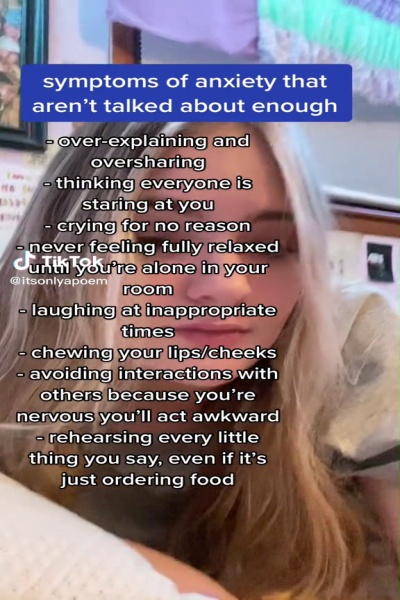 symptoms of anxiety that
aren't talked about enough
- over-explaining and
oversharing
- thinking everyone is
staring at you
- crying for no reason
- never feeling fully relaxed
until you're alone in your
room
TikTok
@itsonlyapoem
- laughing at inappropriate
times
- chewing your lips/cheeks
- avoiding interactions with
others because you're
nervous you'll act awkward
- rehearsing every little
thing you say, even if it's
just ordering food